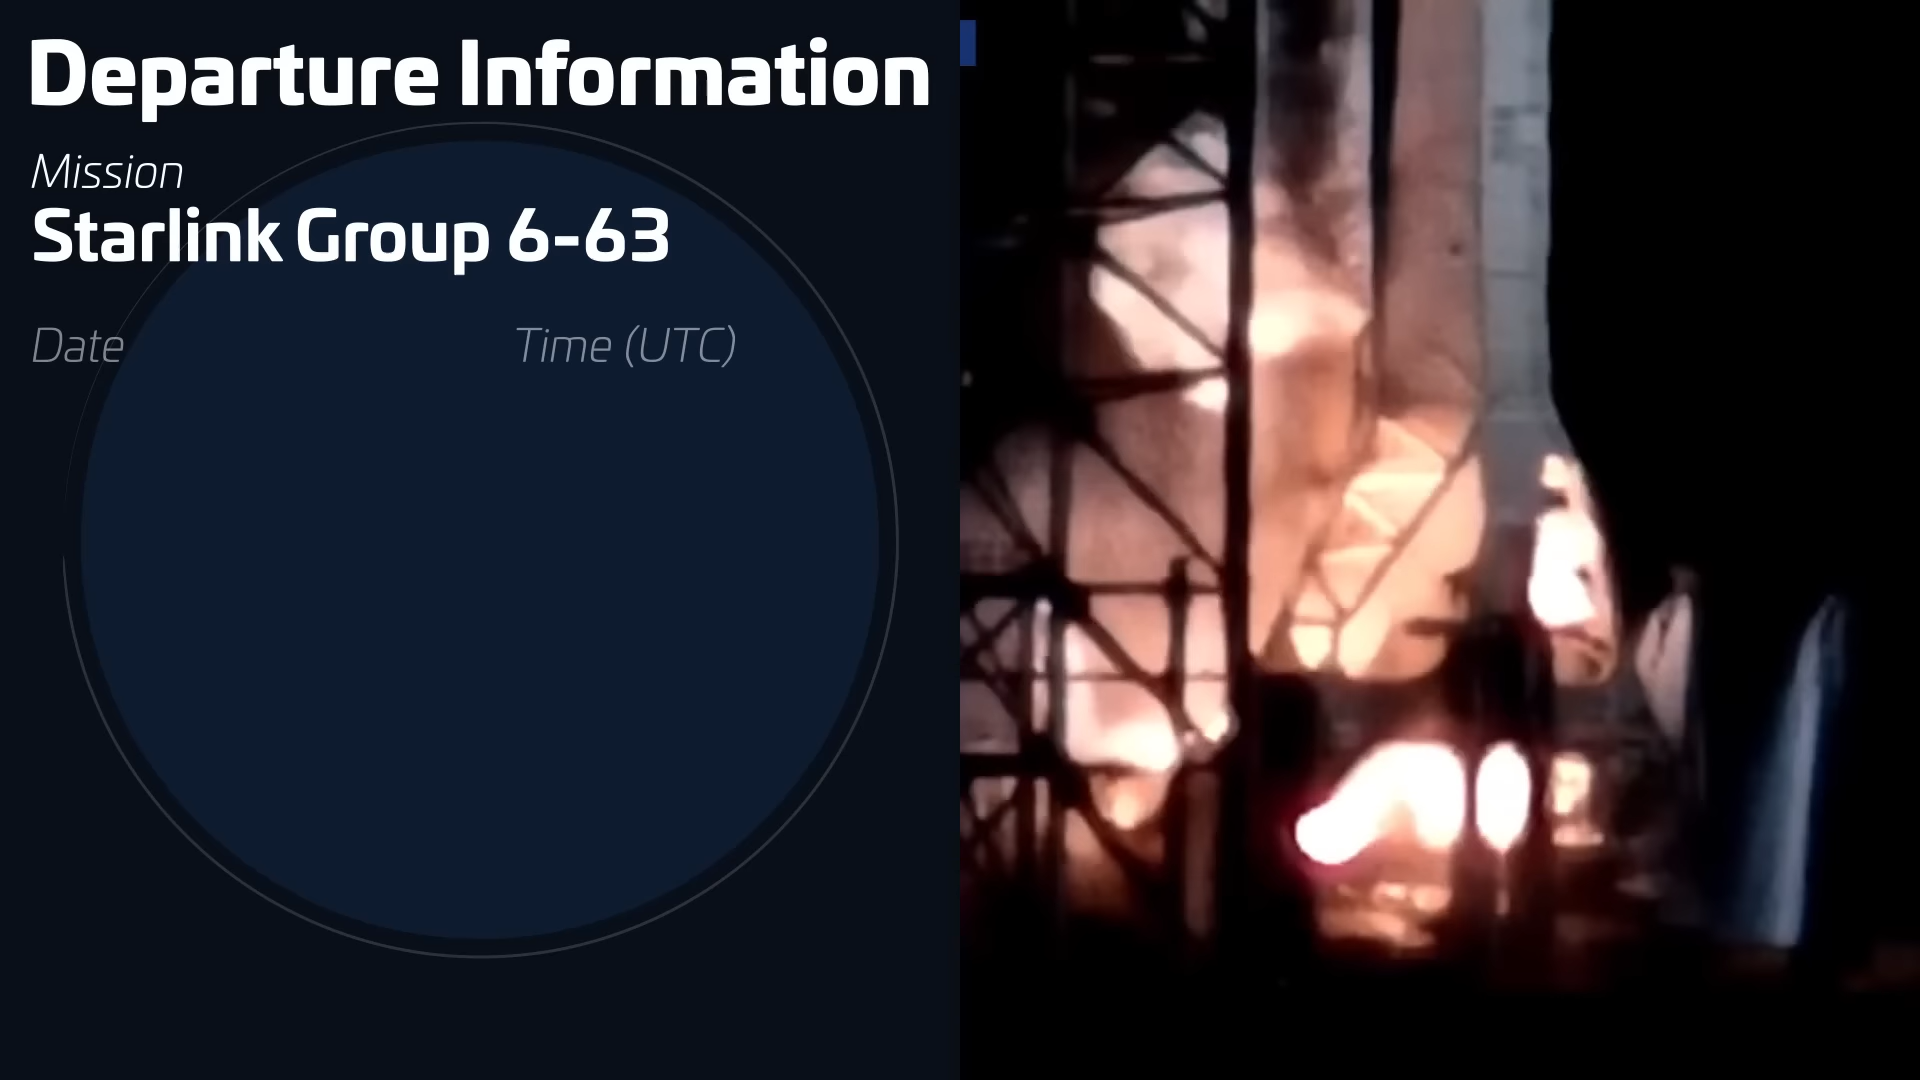 Departure Information
Mission
Starlink Group 6-63
Date
Time (UTC)